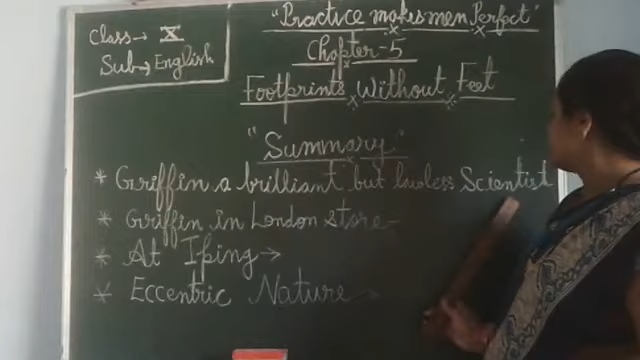 Class→ X
Sub→English
"Practice makes men Perfect"
Chapter-5
Footprints Without Feet
"Summary"
* Griffin a brilliant but lawless Scientist
* Griffin in London store-
* At Iping→
* Eccentric Nature→